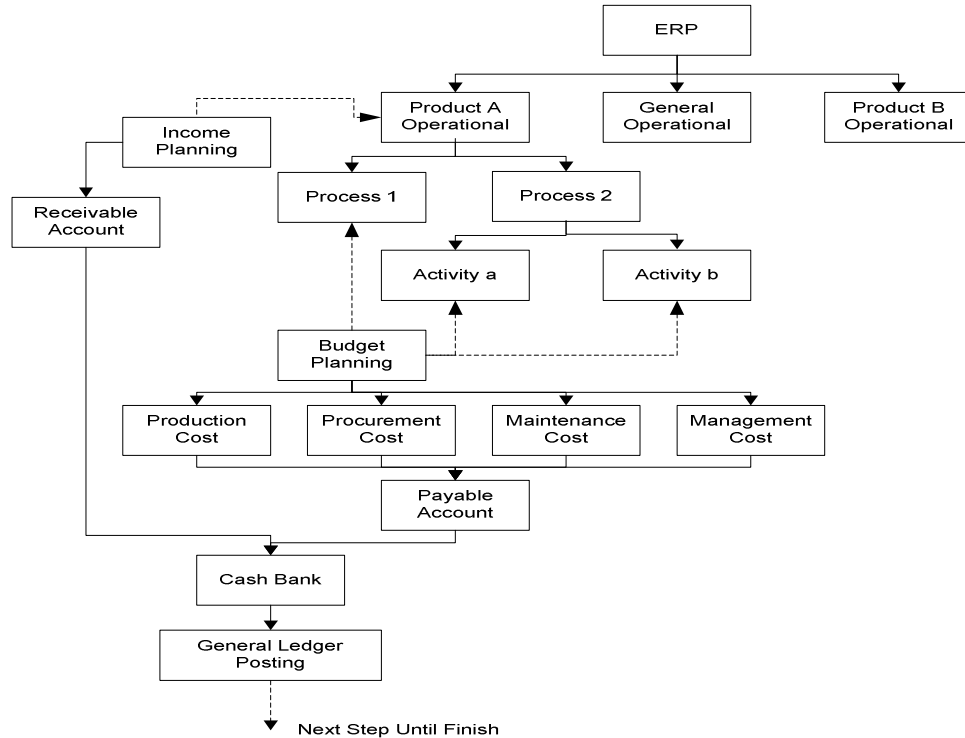 ERP
Product A
Operational
General
Operational
Product B
Operational
Income
Planning
Process 1
Process 2
Receivable
Account
Activity a
Activity b
Budget
Planning
Production
Cost
Procurement
Cost
Maintenance
Cost
Management
Cost
Payable
Account
Cash Bank
General Ledger
Posting
Next Step Until Finish